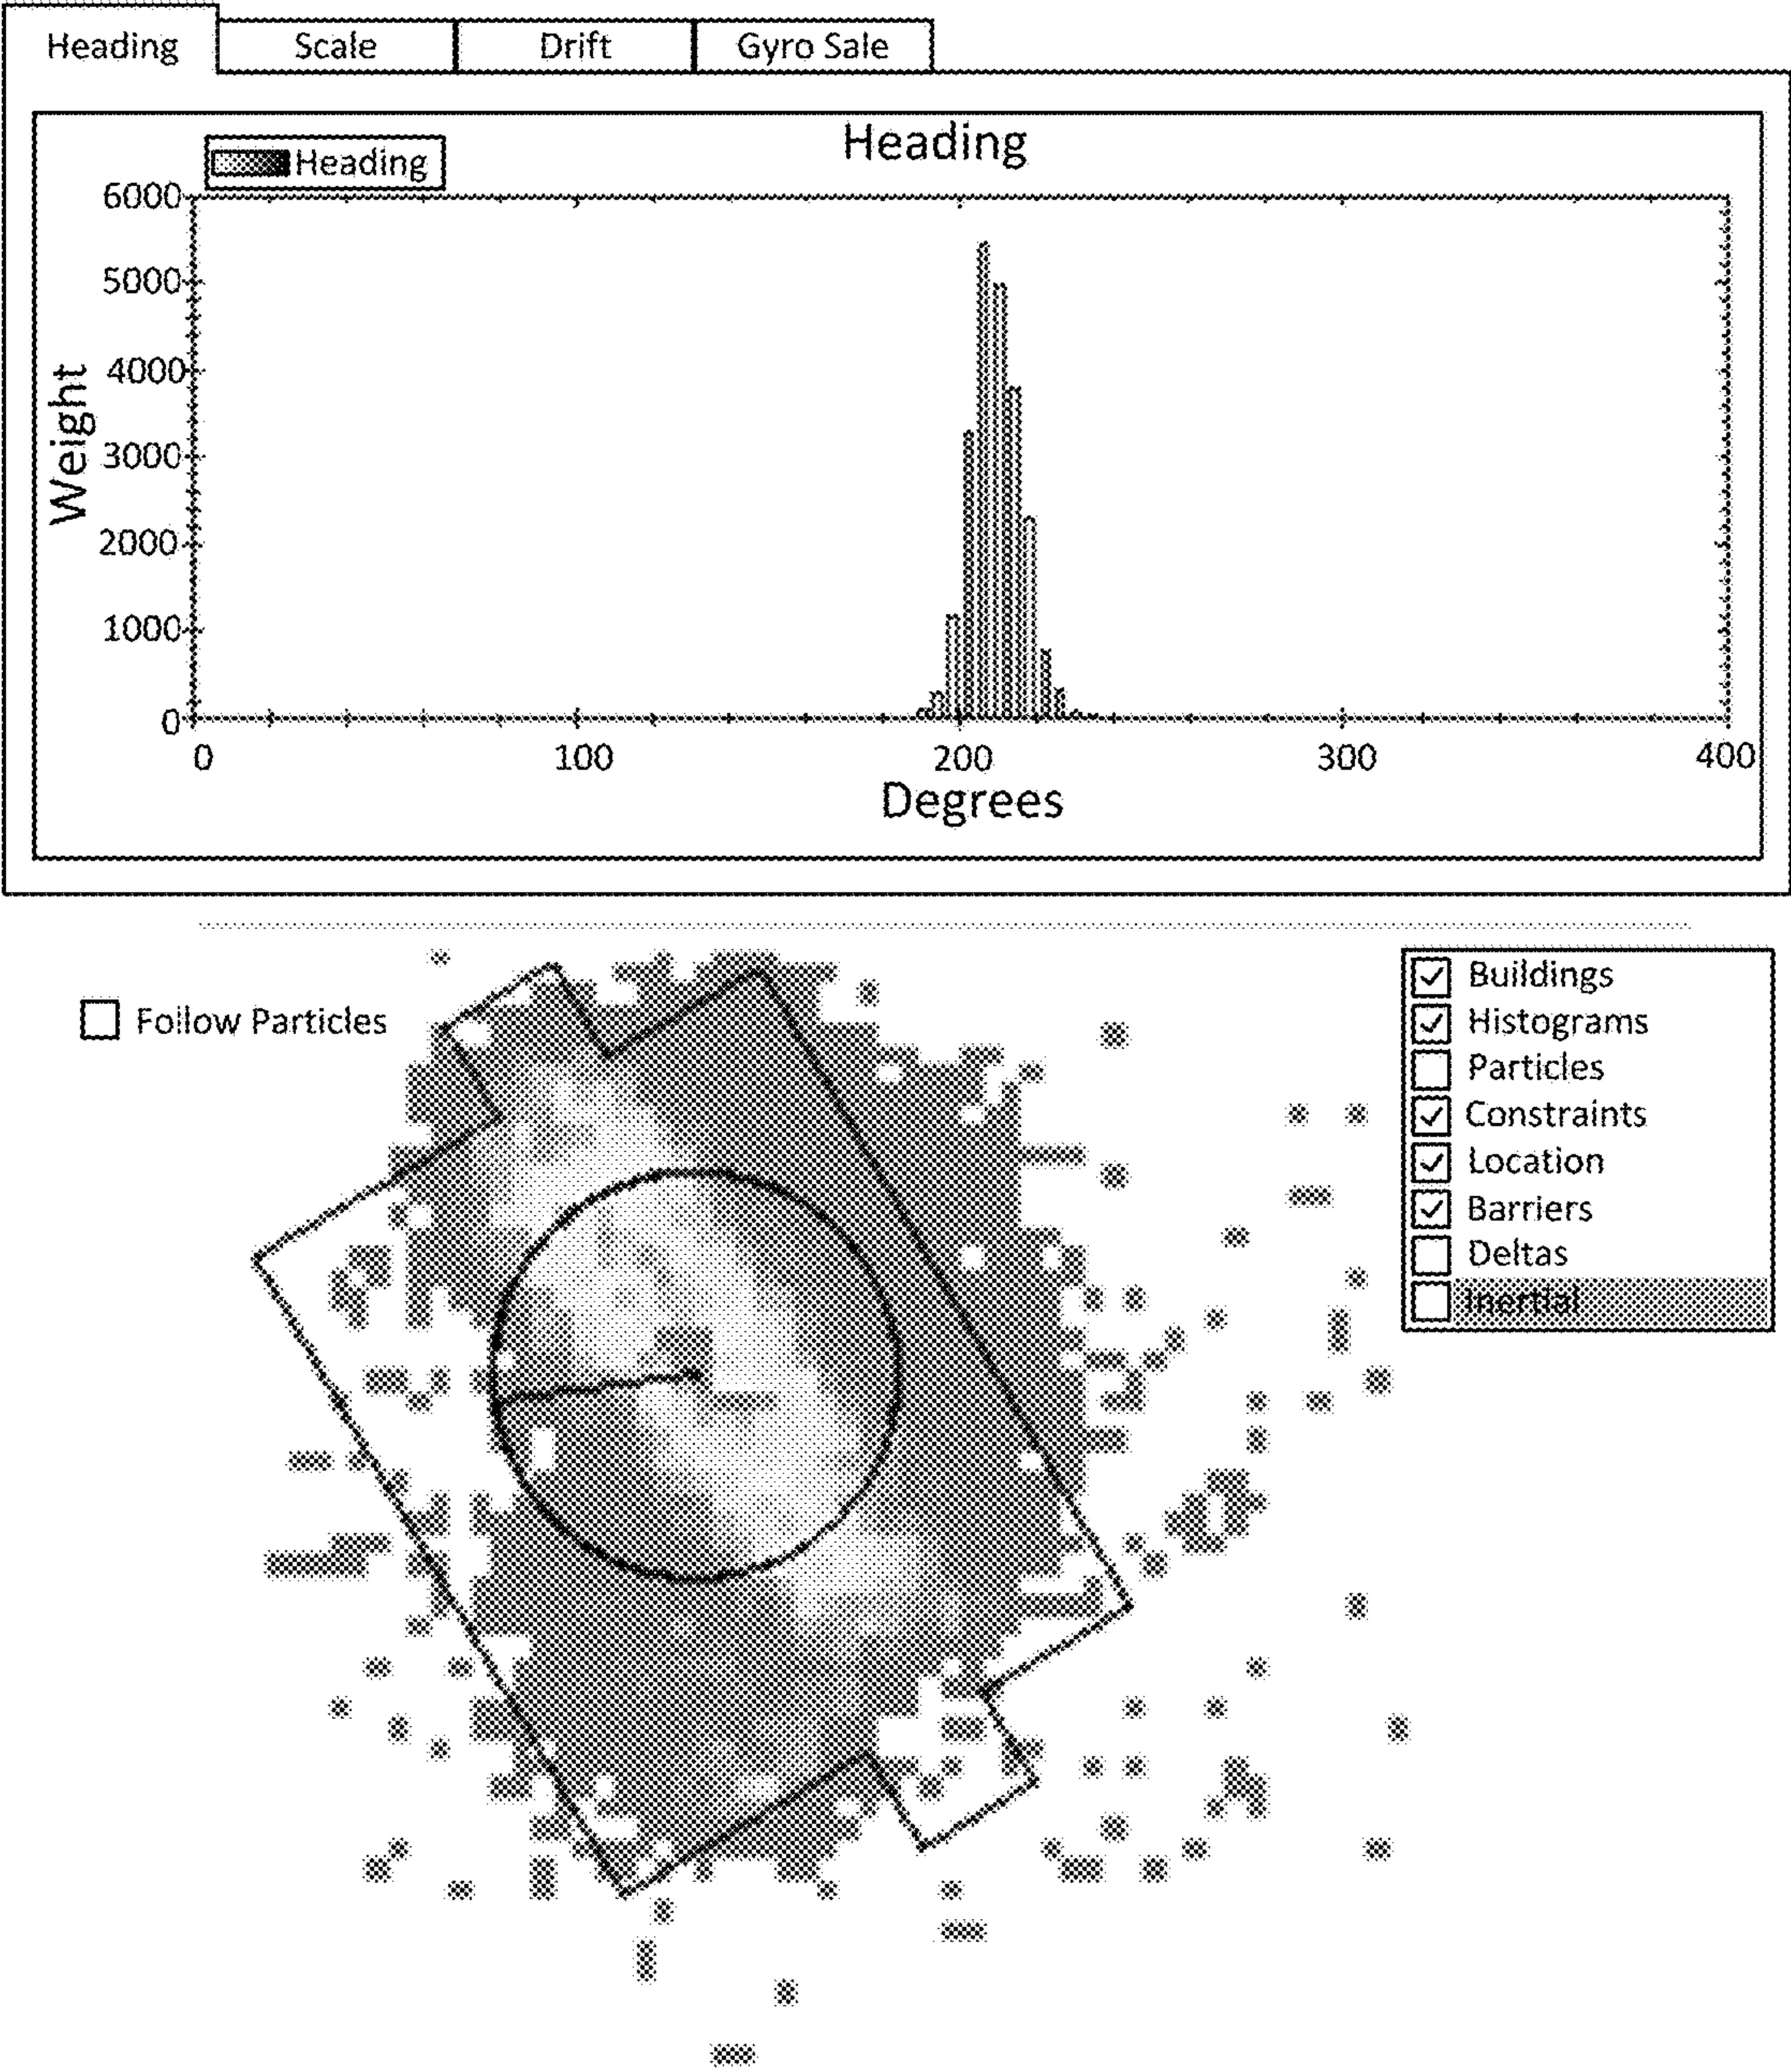 Heading Scale Drift Gyro Sale
Heading
Heading
6000
5000
4000
3000
2000
1000
0
Weight
0 100 200 300 400
Degrees
Follow Particles
Buildings
Histograms
Particles
Constraints
Location
Barriers
Deltas
Inertial